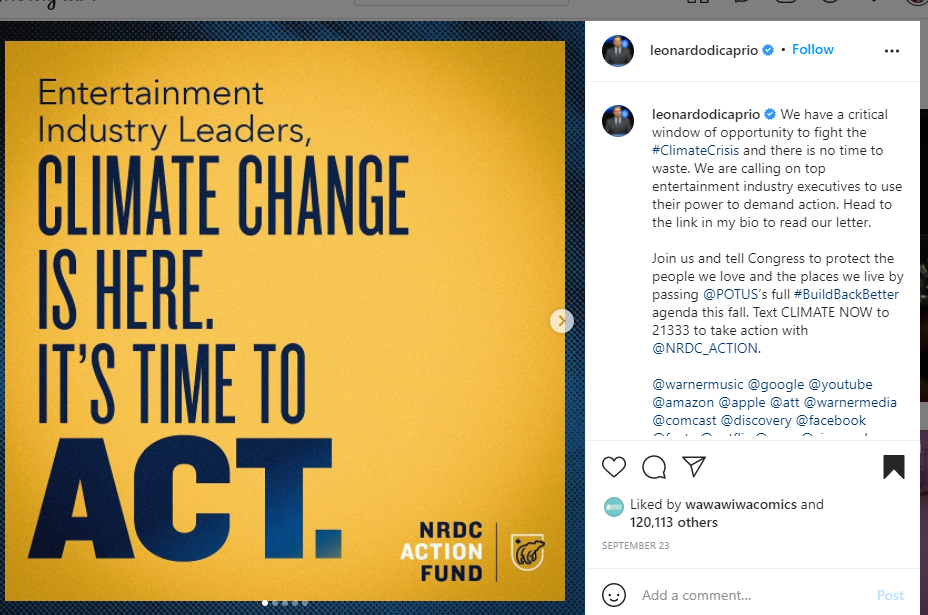 Entertainment
Industry Leaders,
CLIMATE CHANGE
IS HERE.
IT'S TIME TO
ACT.
NRDC
ACTION
FUND
leonardodicaprio • Follow
leonardodicaprio We have a critical
window of opportunity to fight the
#ClimateCrisis and there is no time to
waste. We are calling on top
entertainment industry executives to use
their power to demand action. Head to
the link in my bio to read our letter.
Join us and tell Congress to protect the
people we love and the places we live by
passing @POTUS's full #BuildBackBetter
agenda this fall. Text CLIMATE NOW to
21333 to take action with
@NRDC_ACTION.
@warnermusic @google @youtube
@amazon @apple @att @warnermedia
@comcast @discovery @facebook
Liked by wawawiwacomics and
120,113 others
SEPTEMBER 23
Add a comment...
Post